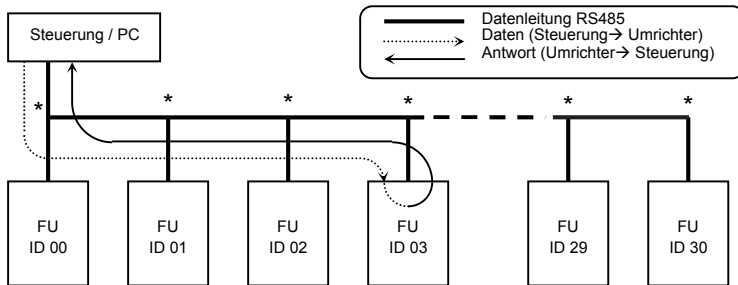 Steuerung / PC
Datenleitung RS485
Daten (Steuerung→ Umrichter)
Antwort (Umrichter→ Steuerung)
* * * * * *
FU
ID 00
FU
ID 01
FU
ID 02
FU
ID 03
FU
ID 29
FU
ID 30